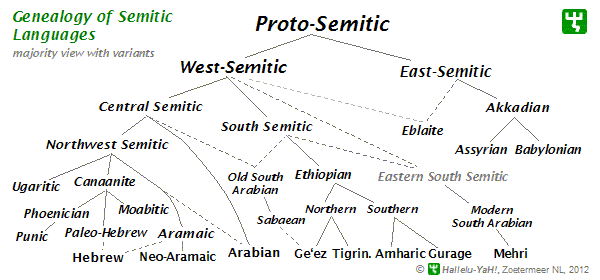 Genealogy of Semitic
Languages
majority view with variants
Proto-Semitic
West-Semitic
East-Semitic
Central Semitic
South Semitic
Eblaite
Akkadian
Northwest Semitic
Assyrian Babylonian
Ugaritic
Canaanite
Old South
Arabian
Ethiopian
Eastern South Semitic
Phoenician
Moabitic
Sabaean
Northern
Southern
Modern
South Arabian
Punic
Paleo-Hebrew
Aramaic
Hebrew
Neo-Aramaic
Arabian
Ge'ez
Tigrin.
Amharic
Gurage
Mehri
© Hallelu-YaH!, Zoetermeer NL, 2012